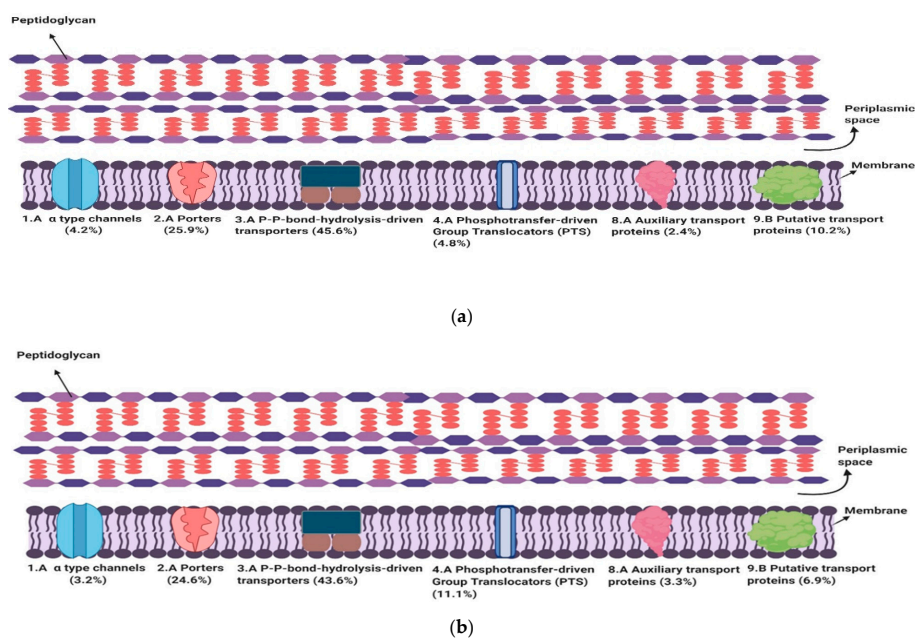 Peptidoglycan
Periplasmic
space
Membrane
1.A α type channels
(4.2%)
2.A Porters
(25.9%)
3.A P-P-bond-hydrolysis-driven
transporters (45.6%)
4.A Phosphotransfer-driven
Group Translocators (PTS)
(4.8%)
8.A Auxiliary transport
proteins (2.4%)
9.B Putative transport
proteins (10.2%)
(a)
Peptidoglycan
Periplasmic
space
Membrane
1.A α type channels
(3.2%)
2.A Porters
(24.6%)
3.A P-P-bond-hydrolysis-driven
transporters (43.6%)
4.A Phosphotransfer-driven
Group Translocators (PTS)
(11.1%)
8.A Auxiliary transport
proteins (3.3%)
9.B Putative transport
proteins (6.9%)
(b)